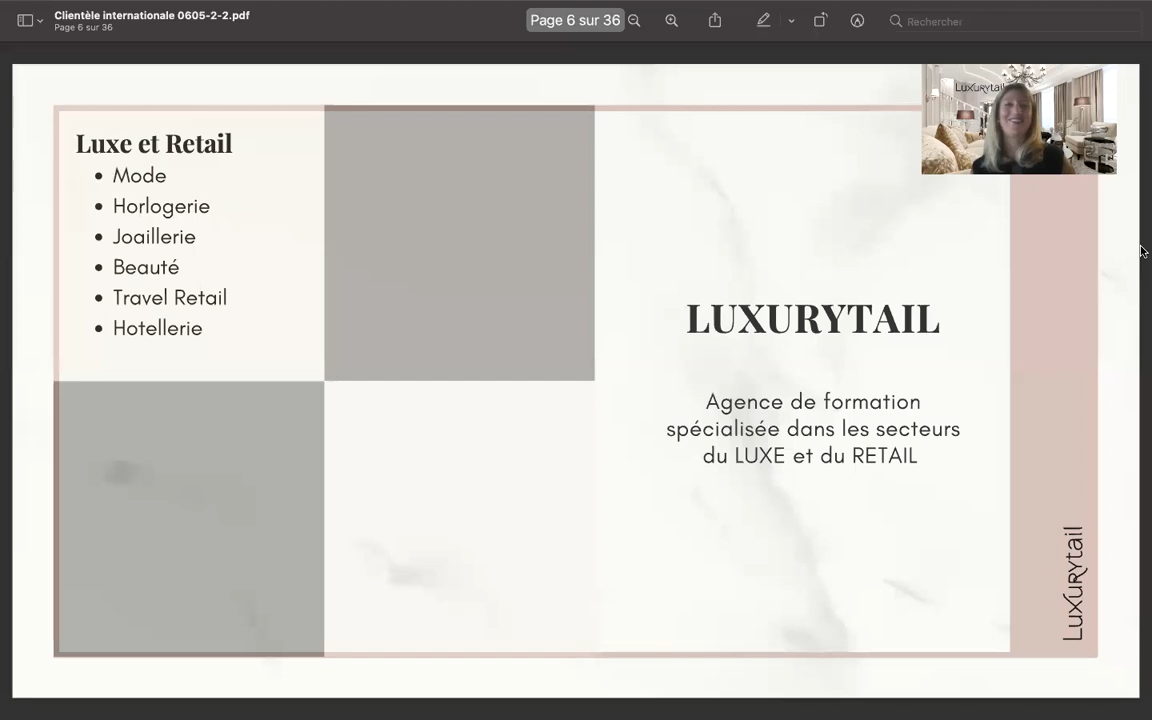 Clientèle internationale 0605-2-2.pdf
Page 6 sur 36
Page 6 sur 36
Rechercher
Luxurytail
Luxe et Retail
• Mode
• Horlogerie
• Joaillerie
• Beauté
• Travel Retail
• Hotellerie
LUXURYTAIL
Agence de formation
spécialisée dans les secteurs
du LUXE et du RETAIL
Luxurytail